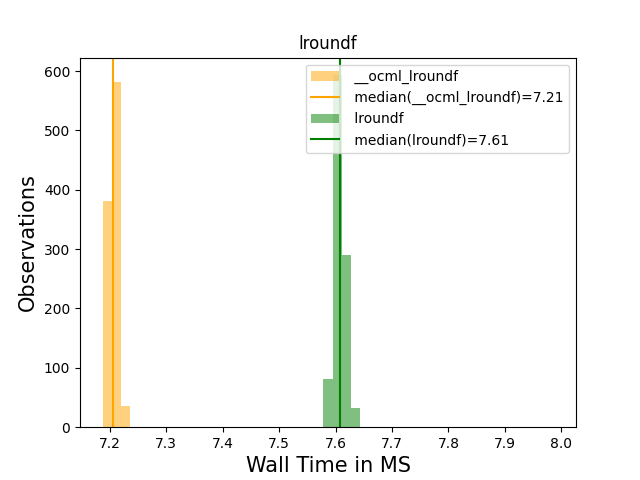 lroundf
__ocml_lroundf
median(__ocml_lroundf)=7.21
lroundf
median(lroundf)=7.61
Observations
600
500
400
300
200
100
0
7.2 7.3 7.4 7.5 7.6 7.7 7.8 7.9 8.0
Wall Time in MS